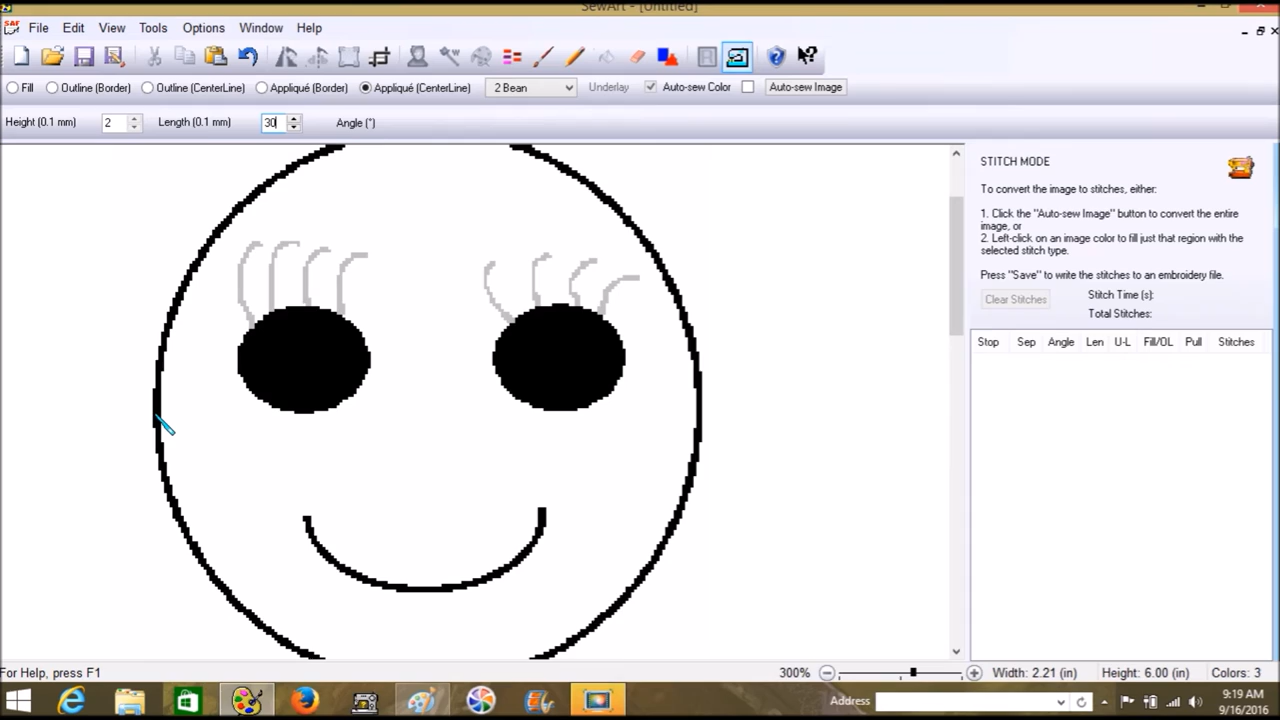 SewArt - [Untitled]
File Edit View Tools Options Window Help
Fill Outline (Border) Outline (CenterLine) Appliqué (Border) Appliqué (CenterLine) 2 Bean Underlay Auto-sew Color Auto-sew Image
Height (0.1 mm) 2 Length (0.1 mm) 30 Angle (°)
STITCH MODE
To convert the image to stitches, either:
1. Click the "Auto-sew Image" button to convert the entire
image, or
2. Left-click on an image color to fill just that region with the
selected stitch type.
Press "Save" to write the stitches to an embroidery file.
Clear Stitches Stitch Time (s):
Total Stitches:
Stop Sep Angle Len U-L Fill/OL Pull Stitches
For Help, press F1 300% Width: 2.21 (in) Height: 6.00 (in) Colors: 3
Address 9:19 AM
9/16/2016